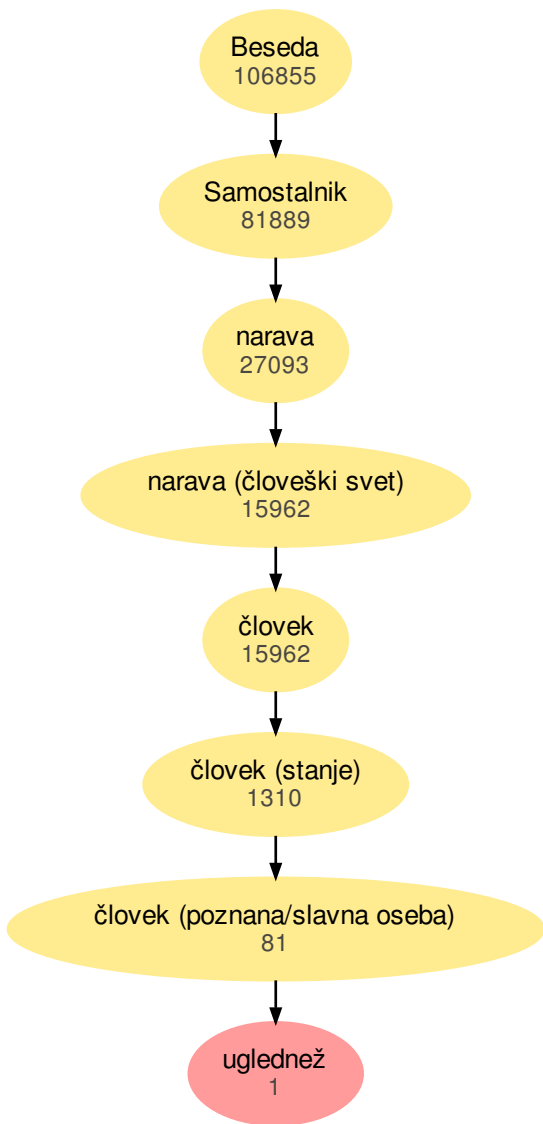 Beseda
106855
Samostalnik
81889
narava
27093
narava (človeški svet)
15962
človek
15962
človek (stanje)
1310
človek (poznana/slavna oseba)
81
uglednež
1